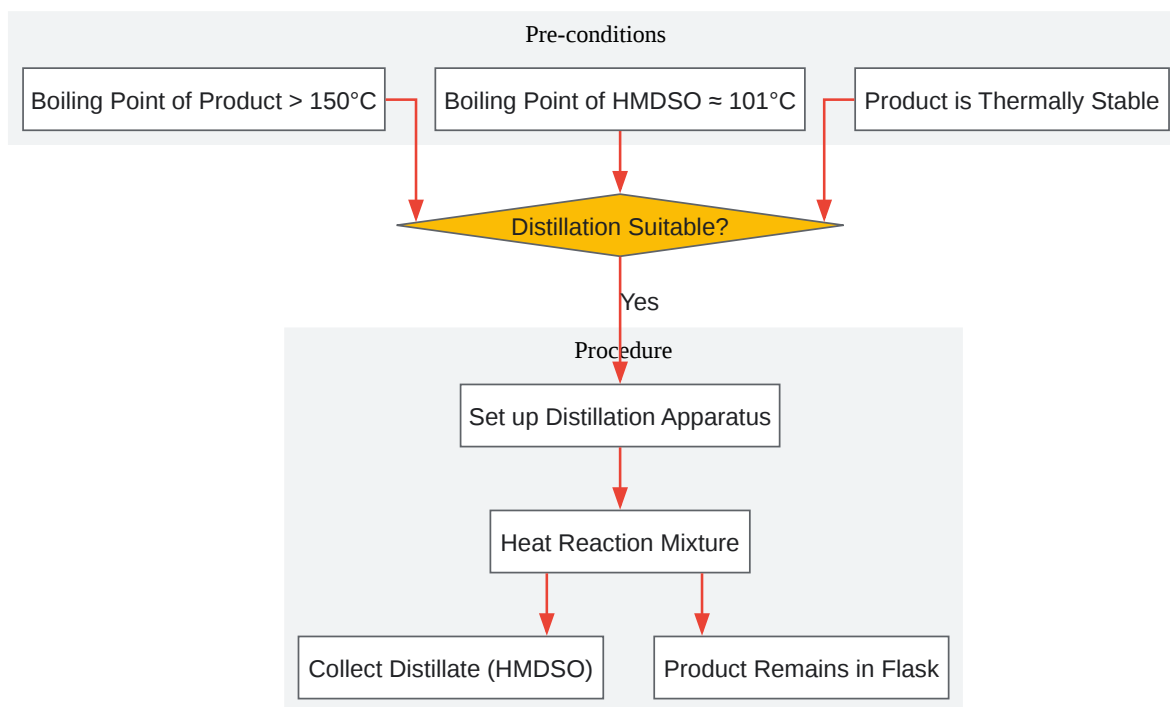 Pre-conditions
Boiling Point of Product > 150°C
Boiling Point of HMDSO ≈ 101°C
Product is Thermally Stable
Distillation Suitable?
Yes
Procedure
Set up Distillation Apparatus
Heat Reaction Mixture
Collect Distillate (HMDSO)
Product Remains in Flask